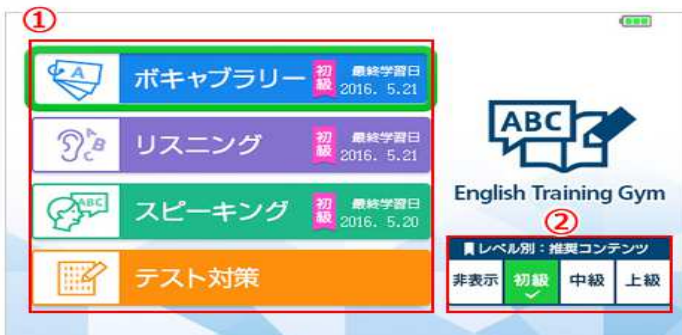 ①
A
ボキャブラリー 初級 最終学習日
2016. 5.21
A B C
リスニング 初級 最終学習日
2016. 5.21
ABC
スピーキング 初級 最終学習日
2016. 5.20
テスト対策
ABC
English Training Gym
②
レベル別:推奨コンテンツ
非表示 初級 中級 上級